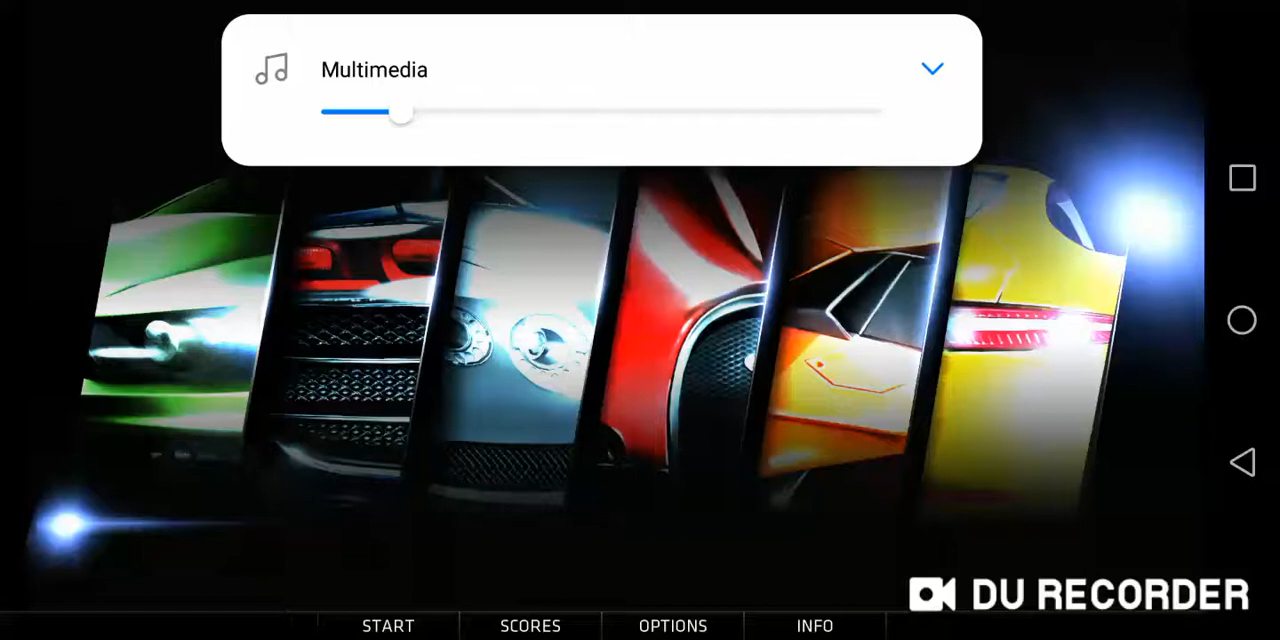 Multimedia
DU RECORDER
START
SCORES
OPTIONS
INFO